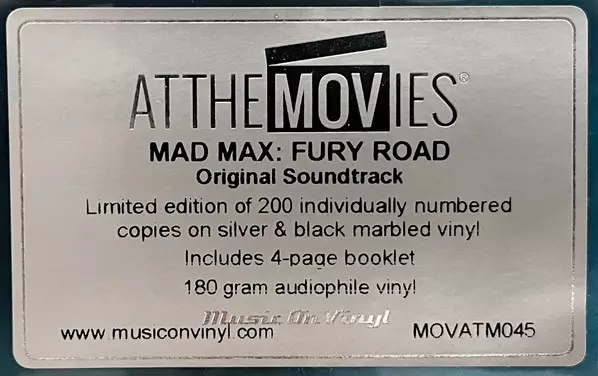 ATTHEMOVIES®
MAD MAX: FURY ROAD
Original Soundtrack
Limited edition of 200 individually numbered
copies on silver & black marbled vinyl
Includes 4-page booklet
180 gram audiophile vinyl
Music On Vinyl
www.musiconvinyl.com MOVATM045